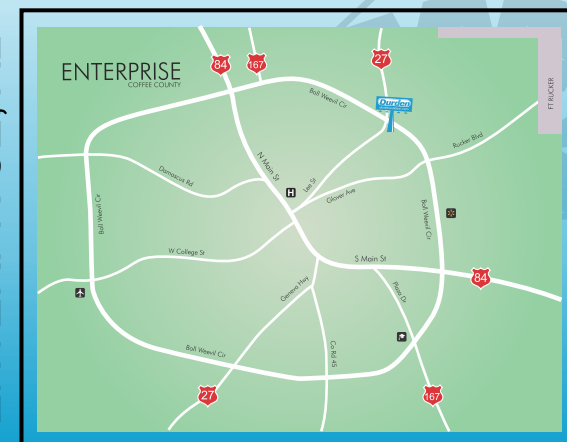 ENTERPRISE
COFFEE COUNTY
84
167
27
FT RUCKER
Boll Weevil Cir
Durden
Rucker Blvd
N Main St
Damascus Rd
H
Lee St
Glover Ave
Boll Weevil Cir
Boll Weevil Cir
W College St
S Main St
84
Geneva Hwy
Plaza Dr
Co Rd 45
Boll Weevil Cir
27
167